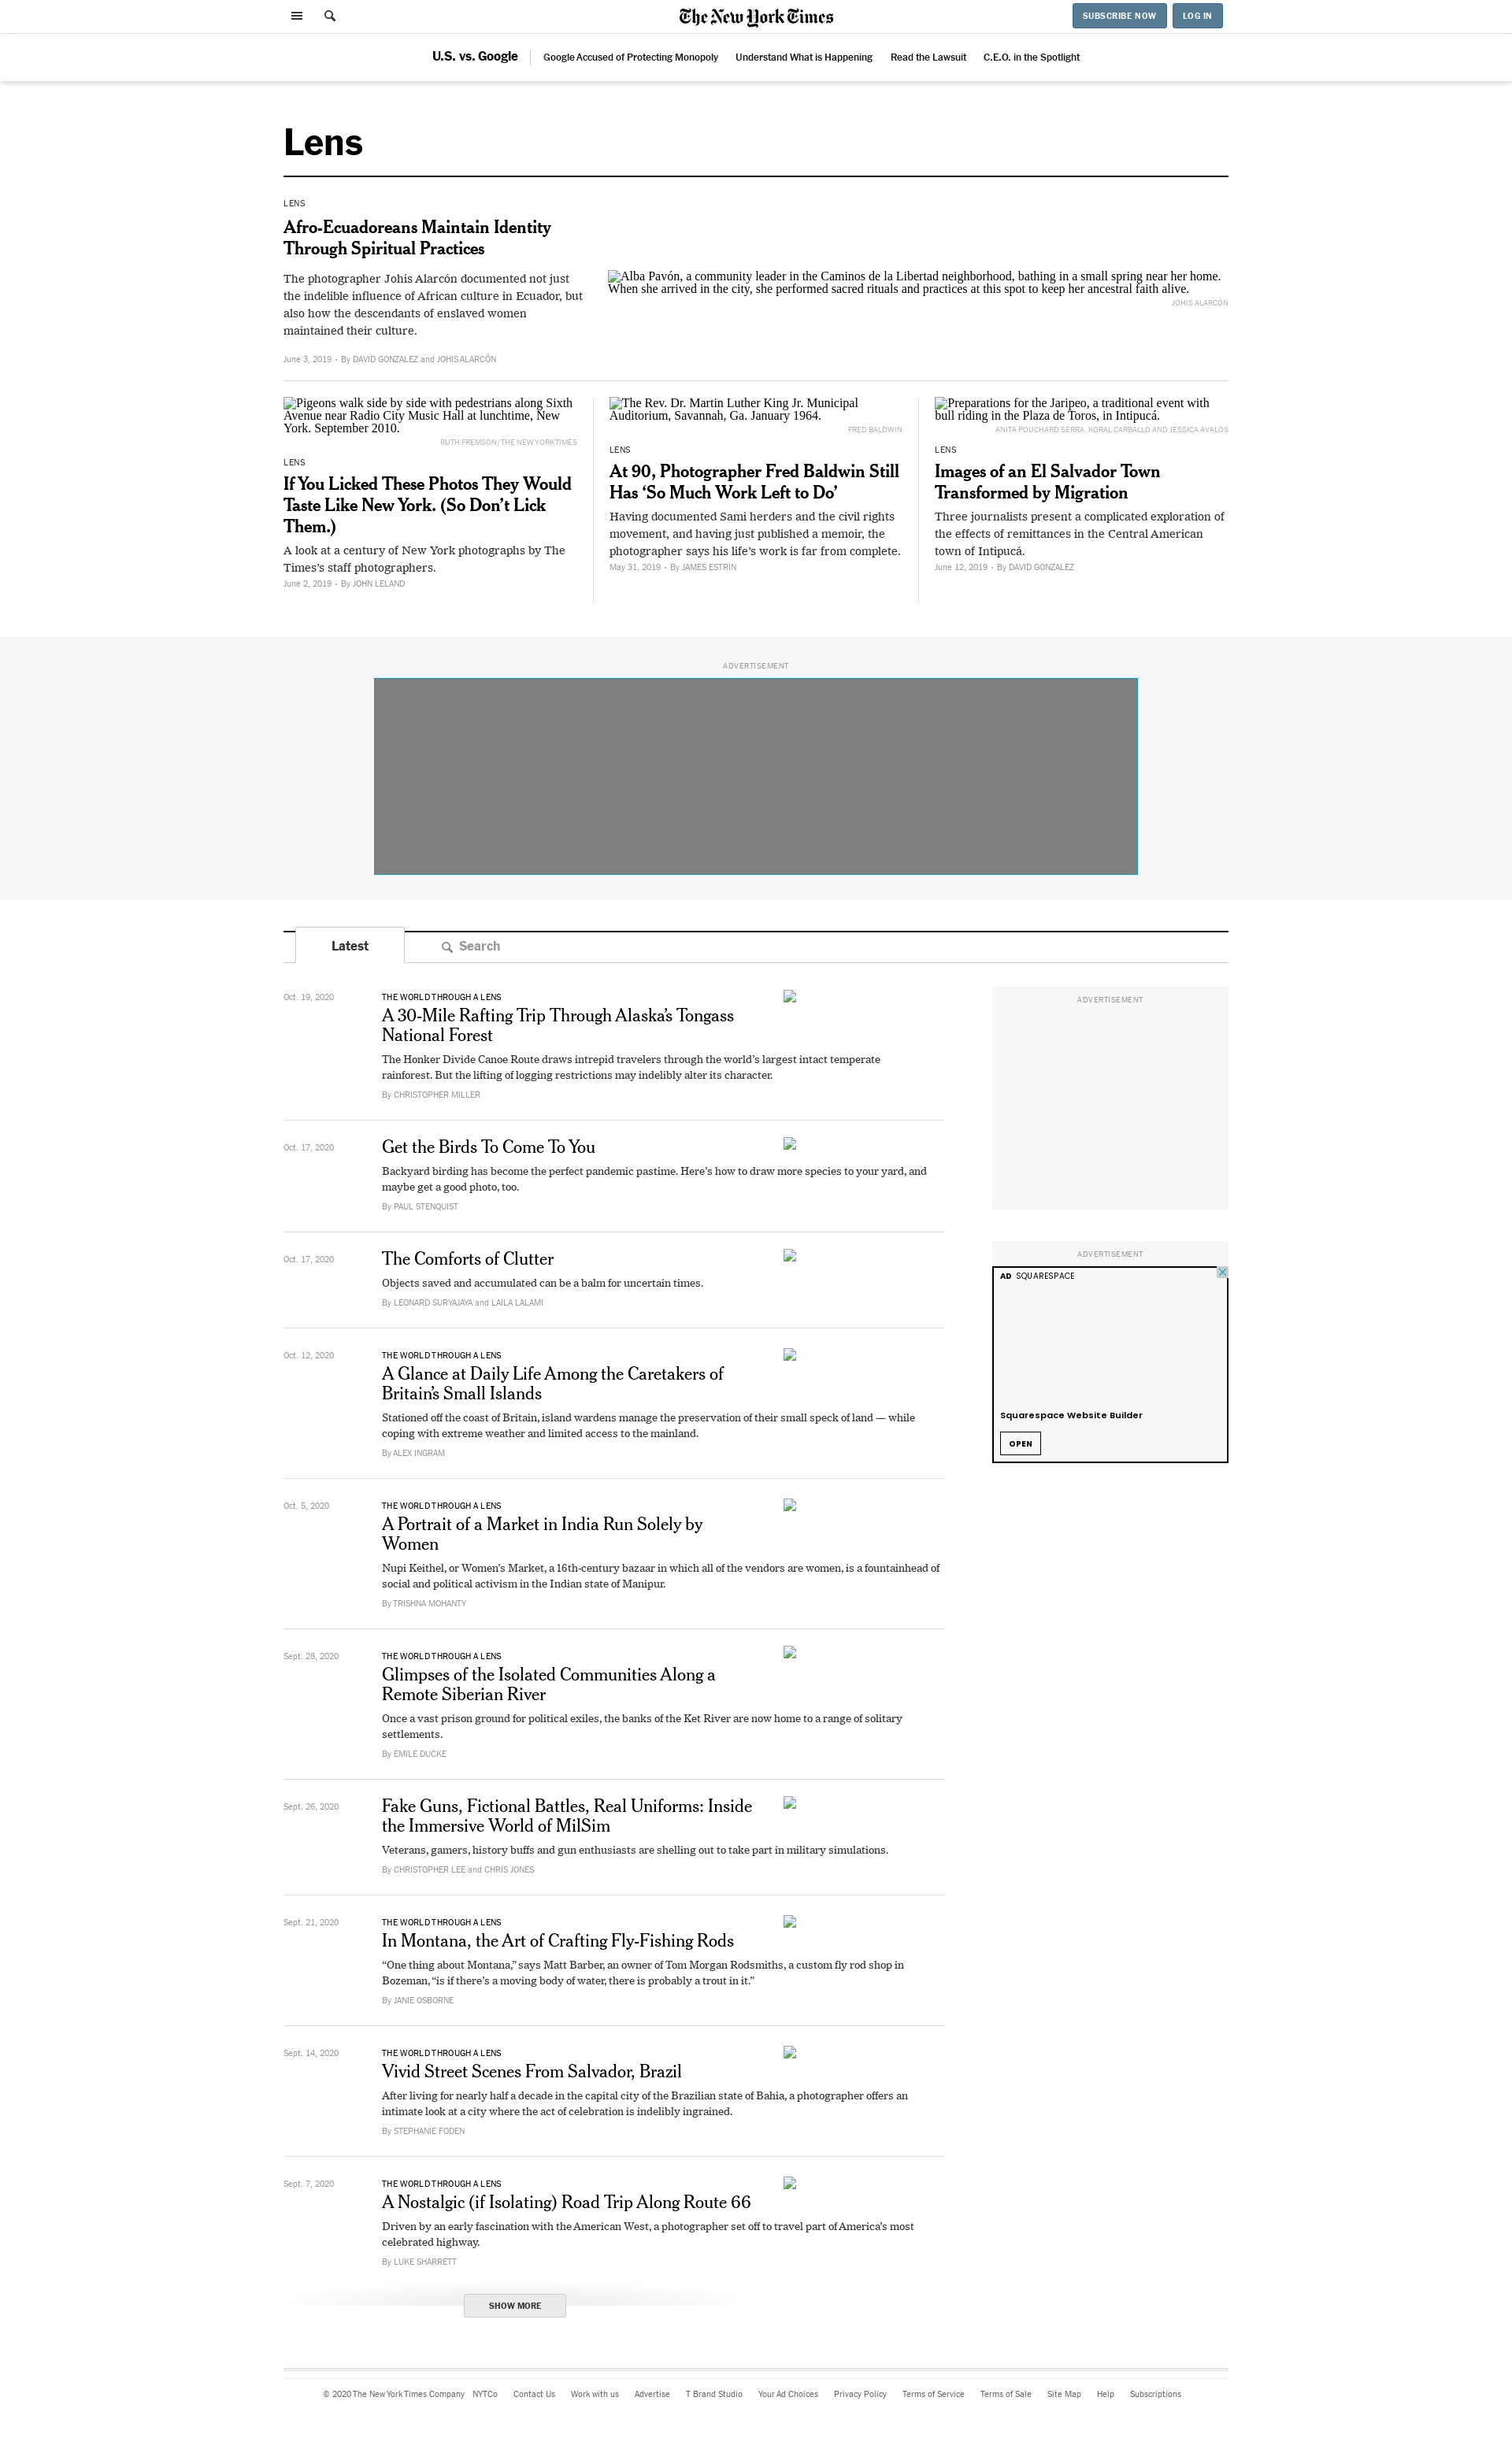 The New York Times
SUBSCRIBE NOW
LOG IN
U.S. vs. Google
Google Accused of Protecting Monopoly
Understand What is Happening
Read the Lawsuit
C.E.O. in the Spotlight
Lens
LENS
Afro-Ecuadoreans Maintain Identity
Through Spiritual Practices
The photographer Johis Alarcón documented not just
the indelible influence of African culture in Ecuador, but
also how the descendants of enslaved women
maintained their culture.
June 3, 2019 • By DAVID GONZALEZ and JOHIS ALARCÓN
Alba Pavón, a community leader in the Caminos de la Libertad neighborhood, bathing in a small spring near her home.
When she arrived in the city, she performed sacred rituals and practices at this spot to keep her ancestral faith alive.
JOHIS ALARCÓN
Pigeons walk side by side with pedestrians along Sixth
Avenue near Radio City Music Hall at lunchtime, New
York. September 2010.
RUTH FREMSON/THE NEW YORK TIMES
LENS
If You Licked These Photos They Would
Taste Like New York. (So Don’t Lick
Them.)
A look at a century of New York photographs by The
Times’s staff photographers.
June 2, 2019 • By JOHN LELAND
The Rev. Dr. Martin Luther King Jr. Municipal
Auditorium, Savannah, Ga. January 1964.
FRED BALDWIN
LENS
At 90, Photographer Fred Baldwin Still
Has ‘So Much Work Left to Do’
Having documented Sami herders and the civil rights
movement, and having just published a memoir, the
photographer says his life’s work is far from complete.
May 31, 2019 • By JAMES ESTRIN
Preparations for the Jaripeo, a traditional event with
bull riding in the Plaza de Toros, in Intipucá.
ANITA POUCHARD SERRA, KORAL CARBALLO AND JESSICA AVALOS
LENS
Images of an El Salvador Town
Transformed by Migration
Three journalists present a complicated exploration of
the effects of remittances in the Central American
town of Intipucá.
June 12, 2019 • By DAVID GONZALEZ
ADVERTISEMENT
Latest
Search
Oct. 19, 2020
THE WORLD THROUGH A LENS
A 30-Mile Rafting Trip Through Alaska’s Tongass
National Forest
The Honker Divide Canoe Route draws intrepid travelers through the world’s largest intact temperate
rainforest. But the lifting of logging restrictions may indelibly alter its character.
By CHRISTOPHER MILLER
Oct. 17, 2020
Get the Birds To Come To You
Backyard birding has become the perfect pandemic pastime. Here’s how to draw more species to your yard, and
maybe get a good photo, too.
By PAUL STENQUIST
Oct. 17, 2020
The Comforts of Clutter
Objects saved and accumulated can be a balm for uncertain times.
By LEONARD SURYAJAYA and LAILA LALAMI
Oct. 12, 2020
THE WORLD THROUGH A LENS
A Glance at Daily Life Among the Caretakers of
Britain’s Small Islands
Stationed off the coast of Britain, island wardens manage the preservation of their small speck of land — while
coping with extreme weather and limited access to the mainland.
By ALEX INGRAM
Oct. 5, 2020
THE WORLD THROUGH A LENS
A Portrait of a Market in India Run Solely by
Women
Nupi Keithel, or Women’s Market, a 16th-century bazaar in which all of the vendors are women, is a fountainhead of
social and political activism in the Indian state of Manipur.
By TRISHNA MOHANTY
Sept. 28, 2020
THE WORLD THROUGH A LENS
Glimpses of the Isolated Communities Along a
Remote Siberian River
Once a vast prison ground for political exiles, the banks of the Ket River are now home to a range of solitary
settlements.
By EMILE DUCKE
Sept. 26, 2020
Fake Guns, Fictional Battles, Real Uniforms: Inside
the Immersive World of MilSim
Veterans, gamers, history buffs and gun enthusiasts are shelling out to take part in military simulations.
By CHRISTOPHER LEE and CHRIS JONES
Sept. 21, 2020
THE WORLD THROUGH A LENS
In Montana, the Art of Crafting Fly-Fishing Rods
“One thing about Montana,” says Matt Barber, an owner of Tom Morgan Rodsmiths, a custom fly rod shop in
Bozeman, “is if there’s a moving body of water, there is probably a trout in it.”
By JANIE OSBORNE
Sept. 14, 2020
THE WORLD THROUGH A LENS
Vivid Street Scenes From Salvador, Brazil
After living for nearly half a decade in the capital city of the Brazilian state of Bahia, a photographer offers an
intimate look at a city where the act of celebration is indelibly ingrained.
By STEPHANIE FODEN
Sept. 7, 2020
THE WORLD THROUGH A LENS
A Nostalgic (if Isolating) Road Trip Along Route 66
Driven by an early fascination with the American West, a photographer set off to travel part of America’s most
celebrated highway.
By LUKE SHARRETT
SHOW MORE
ADVERTISEMENT
ADVERTISEMENT
AD SQUARESPACE
Squarespace Website Builder
OPEN
© 2020 The New York Times Company
NYTCo
Contact Us
Work with us
Advertise
T Brand Studio
Your Ad Choices
Privacy Policy
Terms of Service
Terms of Sale
Site Map
Help
Subscriptions